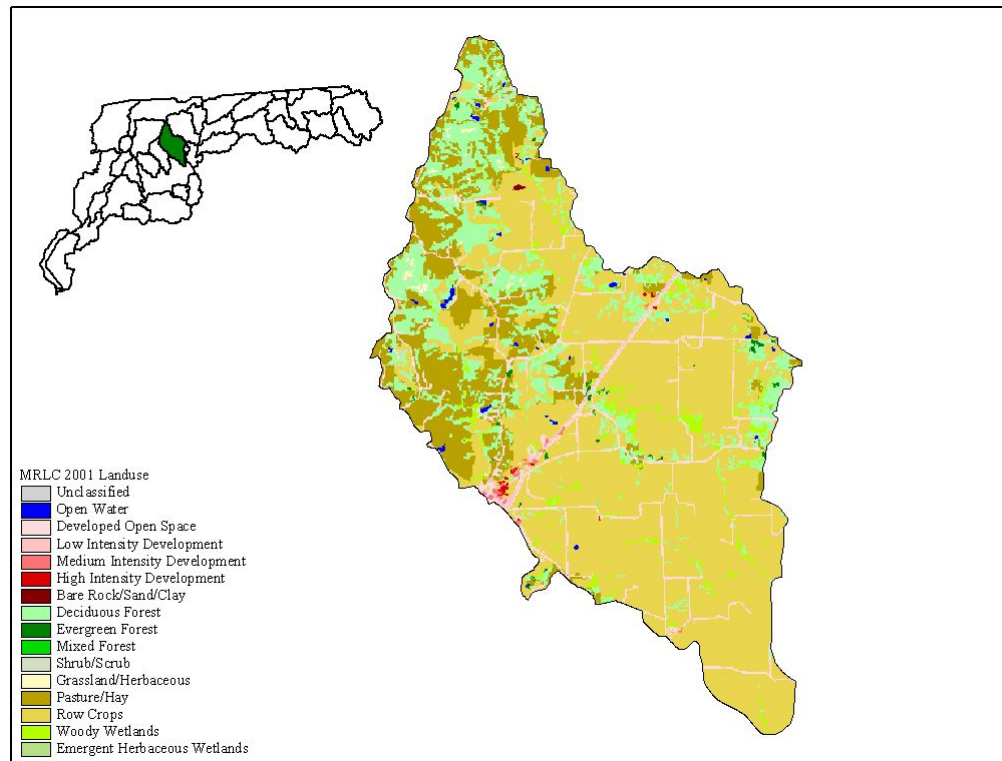 MRLC 2001 Landuse
Unclassified
Open Water
Developed Open Space
Low Intensity Development
Medium Intensity Development
High Intensity Development
Bare Rock/Sand/Clay
Deciduous Forest
Evergreen Forest
Mixed Forest
Shrub/Scrub
Grassland/Herbaceous
Pasture/Hay
Row Crops
Woody Wetlands
Emergent Herbaceous Wetlands